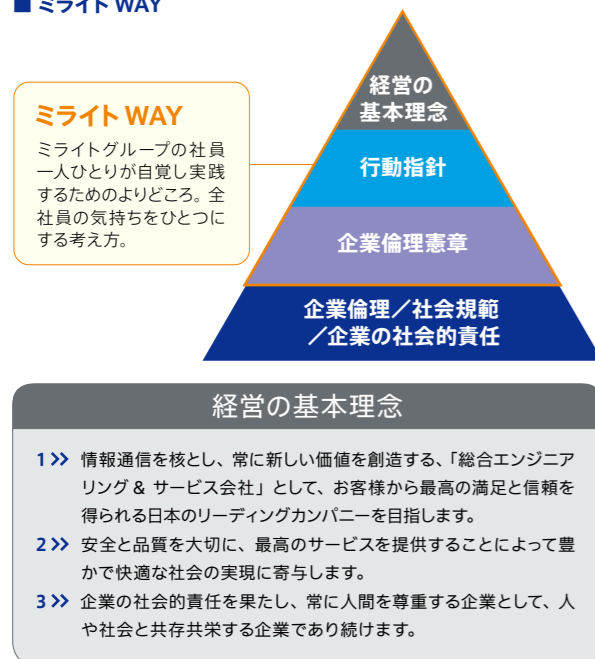 ■ ミライト WAY
ミライト WAY
ミライトグループの社員
一人ひとりが自覚し実践
するためのよりどころ。全
社員の気持ちをひとつに
する考え方。
経営の
基本理念
行動指針
企業倫理憲章
企業倫理／社会規範
／企業の社会的責任
経営の基本理念
1>> 情報通信を核とし、常に新しい価値を創造する、「総合エンジニア
リング & サービス会社」として、お客様から最高の満足と信頼を
得られる日本のリーディングカンパニーを目指します。
2>> 安全と品質を大切に、最高のサービスを提供することによって豊
かで快適な社会の実現に寄与します。
3>> 企業の社会的責任を果たし、常に人間を尊重する企業として、人
や社会と共存共栄する企業であり続けます。